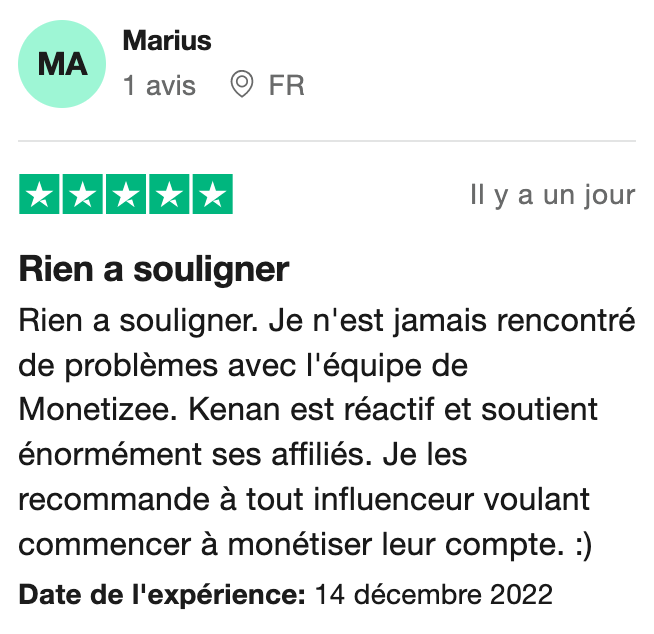 MA
Marius
1 avis FR
Il y a un jour
Rien a souligner
Rien a souligner. Je n'est jamais rencontré
de problèmes avec l'équipe de
Monetizee. Kenan est réactif et soutient
énormément ses affiliés. Je les
recommande à tout influenceur voulant
commencer à monétiser leur compte. :)
Date de l'expérience: 14 décembre 2022